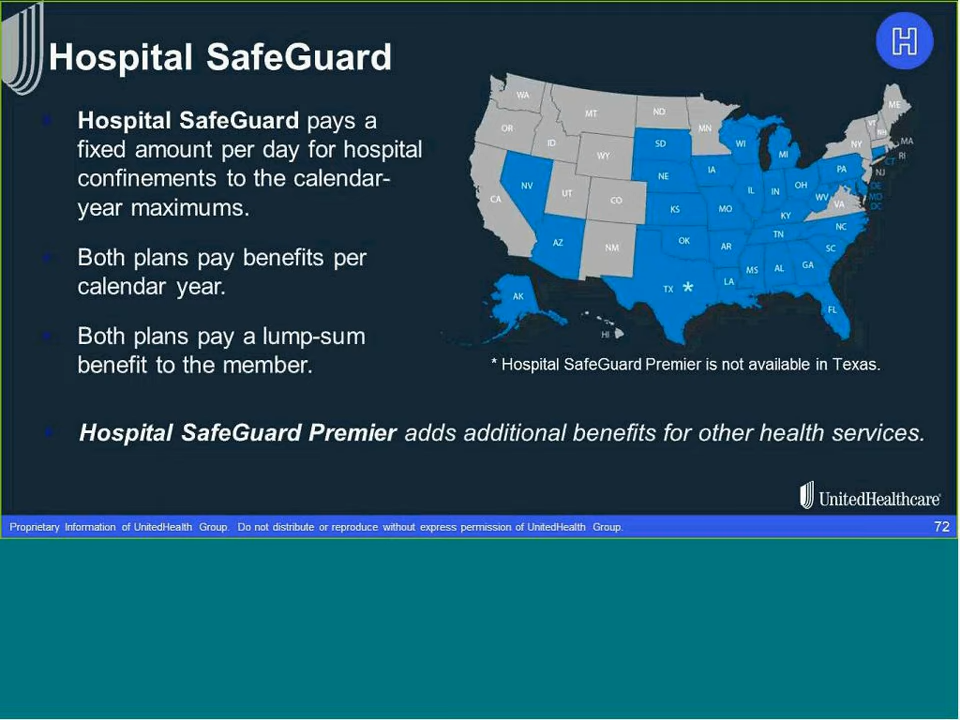 Hospital SafeGuard
H
Hospital SafeGuard pays a
fixed amount per day for hospital
confinements to the calendar-
year maximums.
Both plans pay benefits per
calendar year.
Both plans pay a lump-sum
benefit to the member.
WA
MT
ND
MN
ME
VT
NH
OR
ID
SD
WI
NY
MA
WY
MI
RI
CT
NE
IA
PA
NJ
NV
UT
IL
IN
OH
DE
CA
CO
KS
MO
WV
VA
MD
DC
KY
AZ
NM
OK
AR
TN
NC
SC
MS
AL
GA
AK
TX
*
LA
FL
HI
* Hospital SafeGuard Premier is not available in Texas.
Hospital SafeGuard Premier adds additional benefits for other health services.
UnitedHealthcare®
Proprietary Information of UnitedHealth Group. Do not distribute or reproduce without express permission of UnitedHealth Group.
72